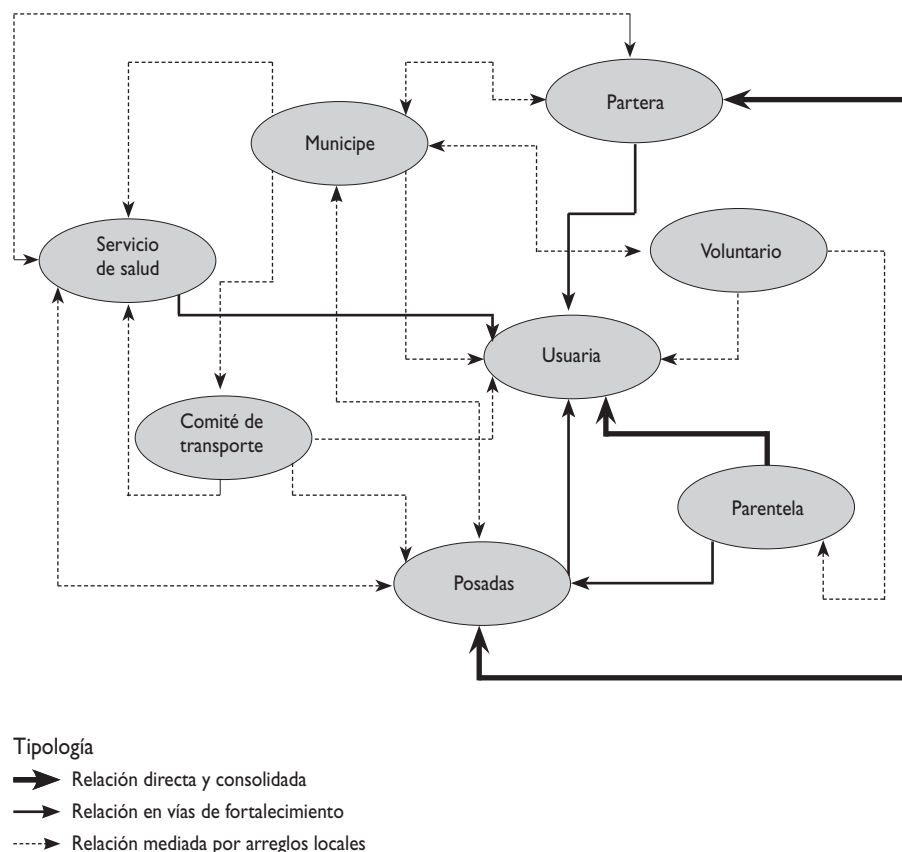 Partera
Municipe
Servicio
de salud
Voluntario
Usuaria
Comité de
transporte
Parentela
Posadas
Tipología
Relación directa y consolidada
Relación en vías de fortalecimiento
Relación mediada por arreglos locales